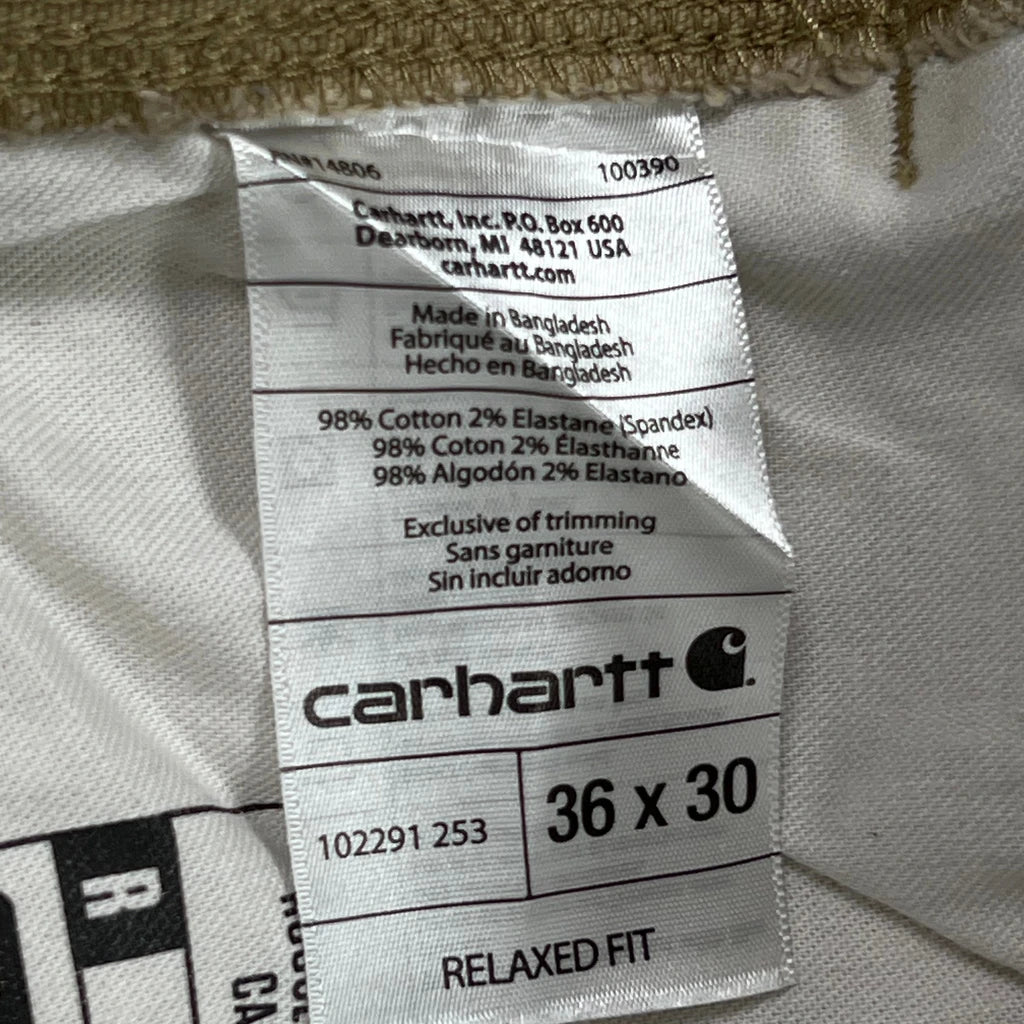 RN#14806 100390
Carhartt, Inc. P.O. Box 600
Dearborn, MI 48121 USA
carhartt.com
Made in Bangladesh
Fabriqué au Bangladesh
Hecho en Bangladesh
98% Cotton 2% Elastane (Spandex)
98% Coton 2% Élasthanne
98% Algodón 2% Elastano
Exclusive of trimming
Sans garniture
Sin incluir adorno
carhartt
102291 253
36 x 30
RELAXED FIT
R